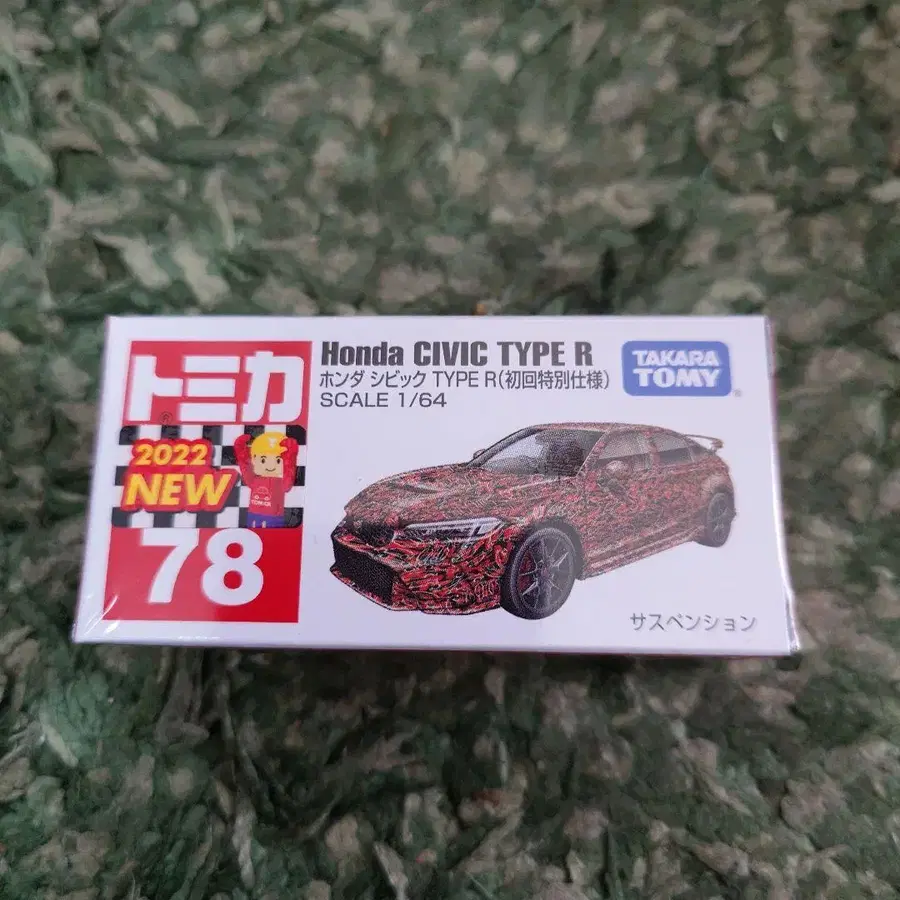 トミカ
2022
NEW
78
Honda CIVIC TYPE R
ホンダ シビック TYPE R(初回特別仕様)
SCALE 1/64
TAKARA
TOMY
サスペンション